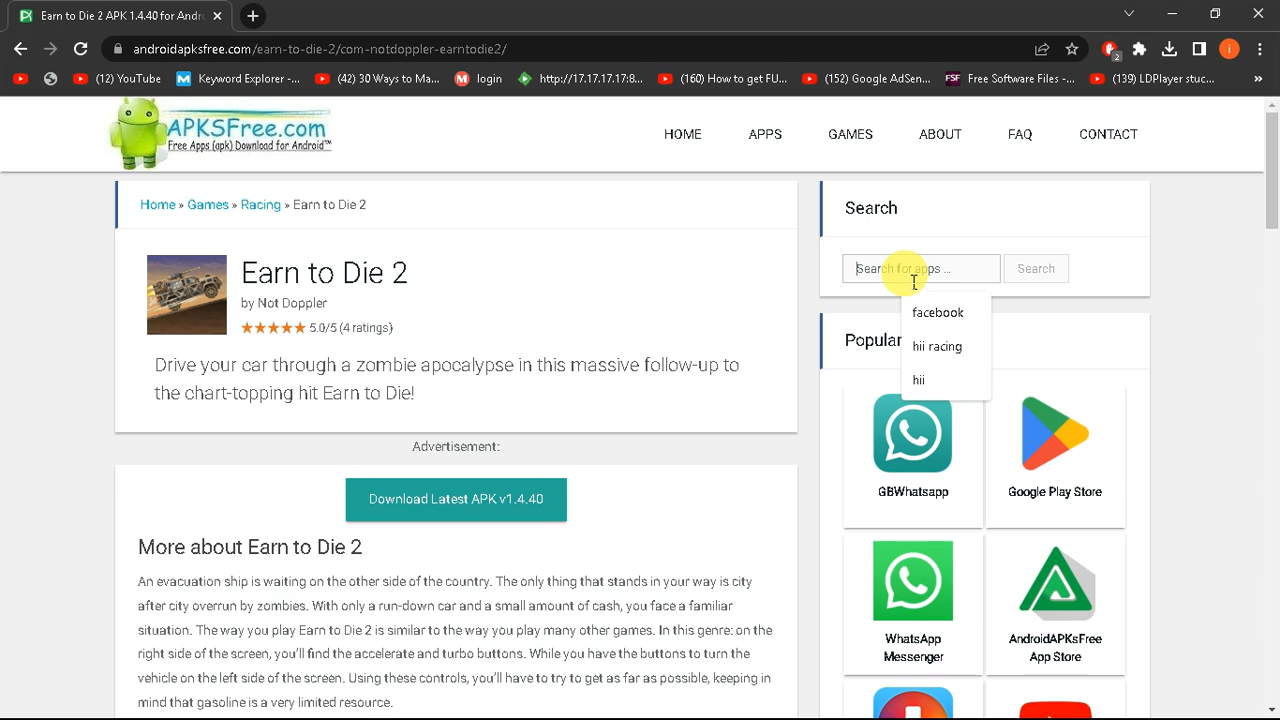 Earn to Die 2 APK 1.4.40 for Andr
androidapksfree.com/earn-to-die-2/com-notdoppler-earntodie2/
2
i
(12) YouTube
Keyword Explorer -...
(42) 30 Ways to Ma...
login
http://17.17.17.17:8...
(160) How to get Fl...
(152) Google AdSen...
FSF
Free Software Files -...
(139) LDPlayer stuc...
APKSFree.com
Free Apps (apk) Download for Android™
HOME
APPS
GAMES
ABOUT
FAQ
CONTACT
Home » Games » Racing » Earn to Die 2
Earn to Die 2
by Not Doppler
5.0/5 (4 ratings)
Drive your car through a zombie apocalypse in this massive follow-up to
the chart-topping hit Earn to Die!
Advertisement:
Download Latest APK v1.4.40
More about Earn to Die 2
An evacuation ship is waiting on the other side of the country. The only thing that stands in your way is city
after city overrun by zombies. With only a run-down car and a small amount of cash, you face a familiar
situation. The way you play Earn to Die 2 is similar to the way you play many other games. In this genre: on the
right side of the screen, you'll find the accelerate and turbo buttons. While you have the buttons to turn the
vehicle on the left side of the screen. Using these controls, you'll have to try to get as far as possible, keeping in
mind that gasoline is a very limited resource.
Search
Search for apps ...
Search
facebook
hii racing
hii
Popular
GBWhatsapp
Google Play Store
WhatsApp
Messenger
AndroidAPKsFree
App Store